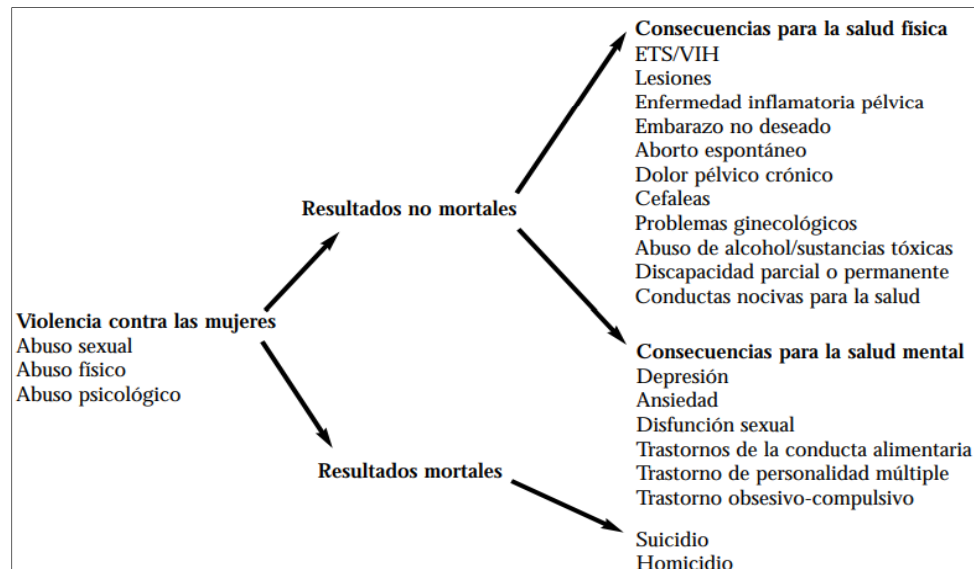 Violencia contra las mujeres
Abuso sexual
Abuso físico
Abuso psicológico
Resultados no mortales
Resultados mortales
Consecuencias para la salud física
ETS/VIH
Lesiones
Enfermedad inflamatoria pélvica
Embarazo no deseado
Aborto espontáneo
Dolor pélvico crónico
Cefaleas
Problemas ginecológicos
Abuso de alcohol/sustancias tóxicas
Discapacidad parcial o permanente
Conductas nocivas para la salud
Consecuencias para la salud mental
Depresión
Ansiedad
Disfunción sexual
Trastornos de la conducta alimentaria
Trastorno de personalidad múltiple
Trastorno obsesivo-compulsivo
Suicidio
Homicidio